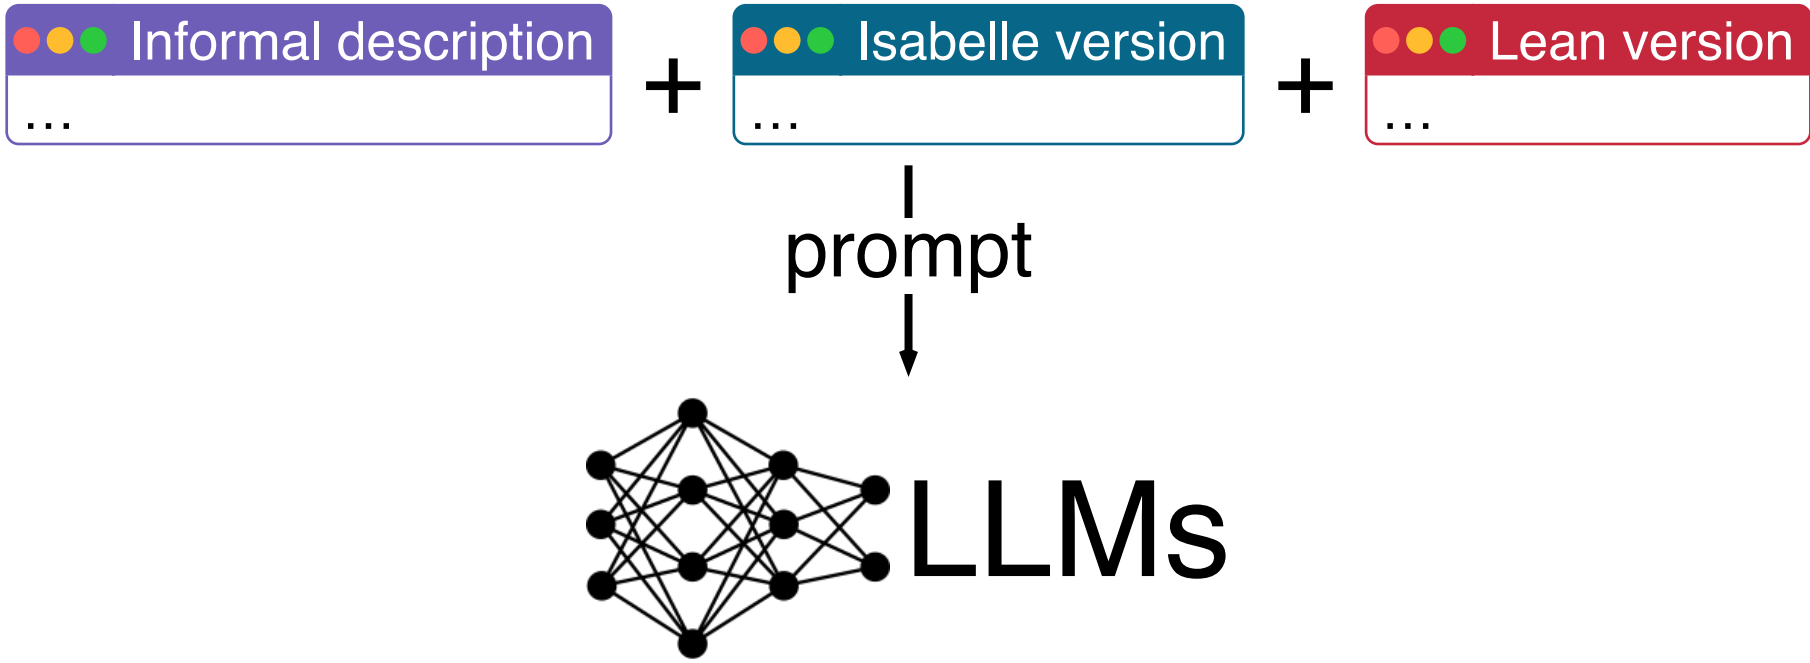 Informal description + Isabelle version + Lean version
... ... ...
prompt
LLMs